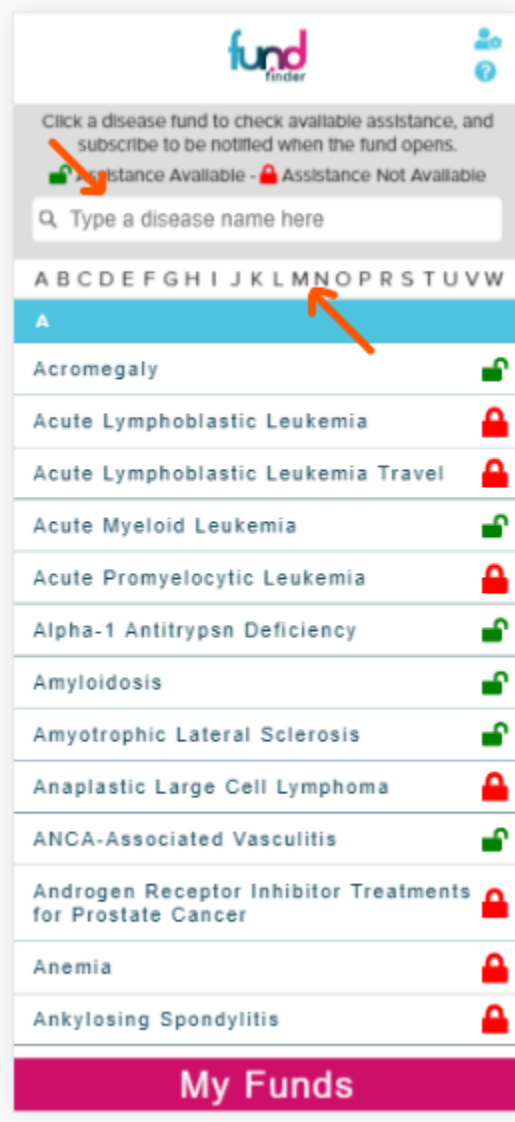 fund
finder
Click a disease fund to check available assistance, and
subscribe to be notified when the fund opens.
Assistance Available - Assistance Not Available
Type a disease name here
A B C D E F G H I J K L M N O P R S T U V W
A
Acromegaly
Acute Lymphoblastic Leukemia
Acute Lymphoblastic Leukemia Travel
Acute Myeloid Leukemia
Acute Promyelocytic Leukemia
Alpha-1 Antitrypsn Deficiency
Amyloidosis
Amyotrophic Lateral Sclerosis
Anaplastic Large Cell Lymphoma
ANCA-Associated Vasculitis
Androgen Receptor Inhibitor Treatments
for Prostate Cancer
Anemia
Ankylosing Spondylitis
My Funds